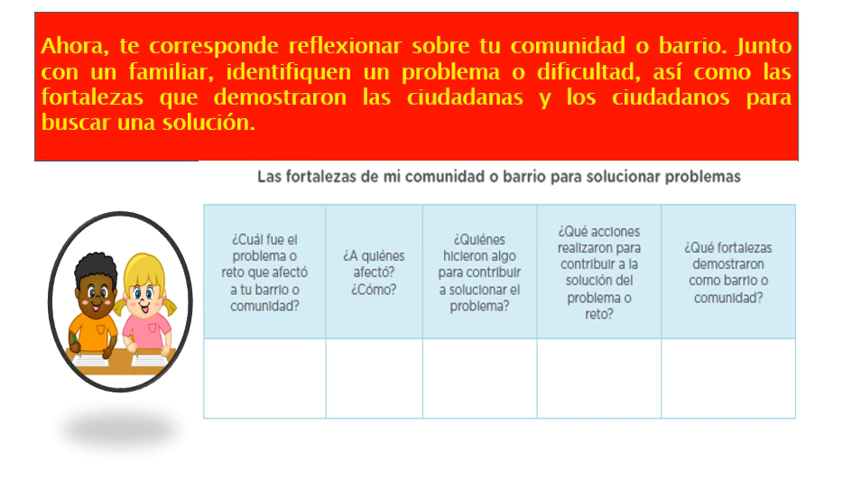 Ahora, te corresponde reflexionar sobre tu comunidad o barrio. Junto
con un familiar, identifiquen un problema o dificultad, así como las
fortalezas que demostraron las ciudadanas y los ciudadanos para
buscar una solución.
Las fortalezas de mi comunidad o barrio para solucionar problemas
¿Cuál fue el
problema o
reto que afectó
a tu barrio o
comunidad?
¿A quiénes
afectó?
¿Cómo?
¿Quiénes
hicieron algo
para contribuir
a solucionar el
problema?
¿Qué acciones
realizaron para
contribuir a la
solución del
problema o
reto?
¿Qué fortalezas
demostraron
como barrio o
comunidad?